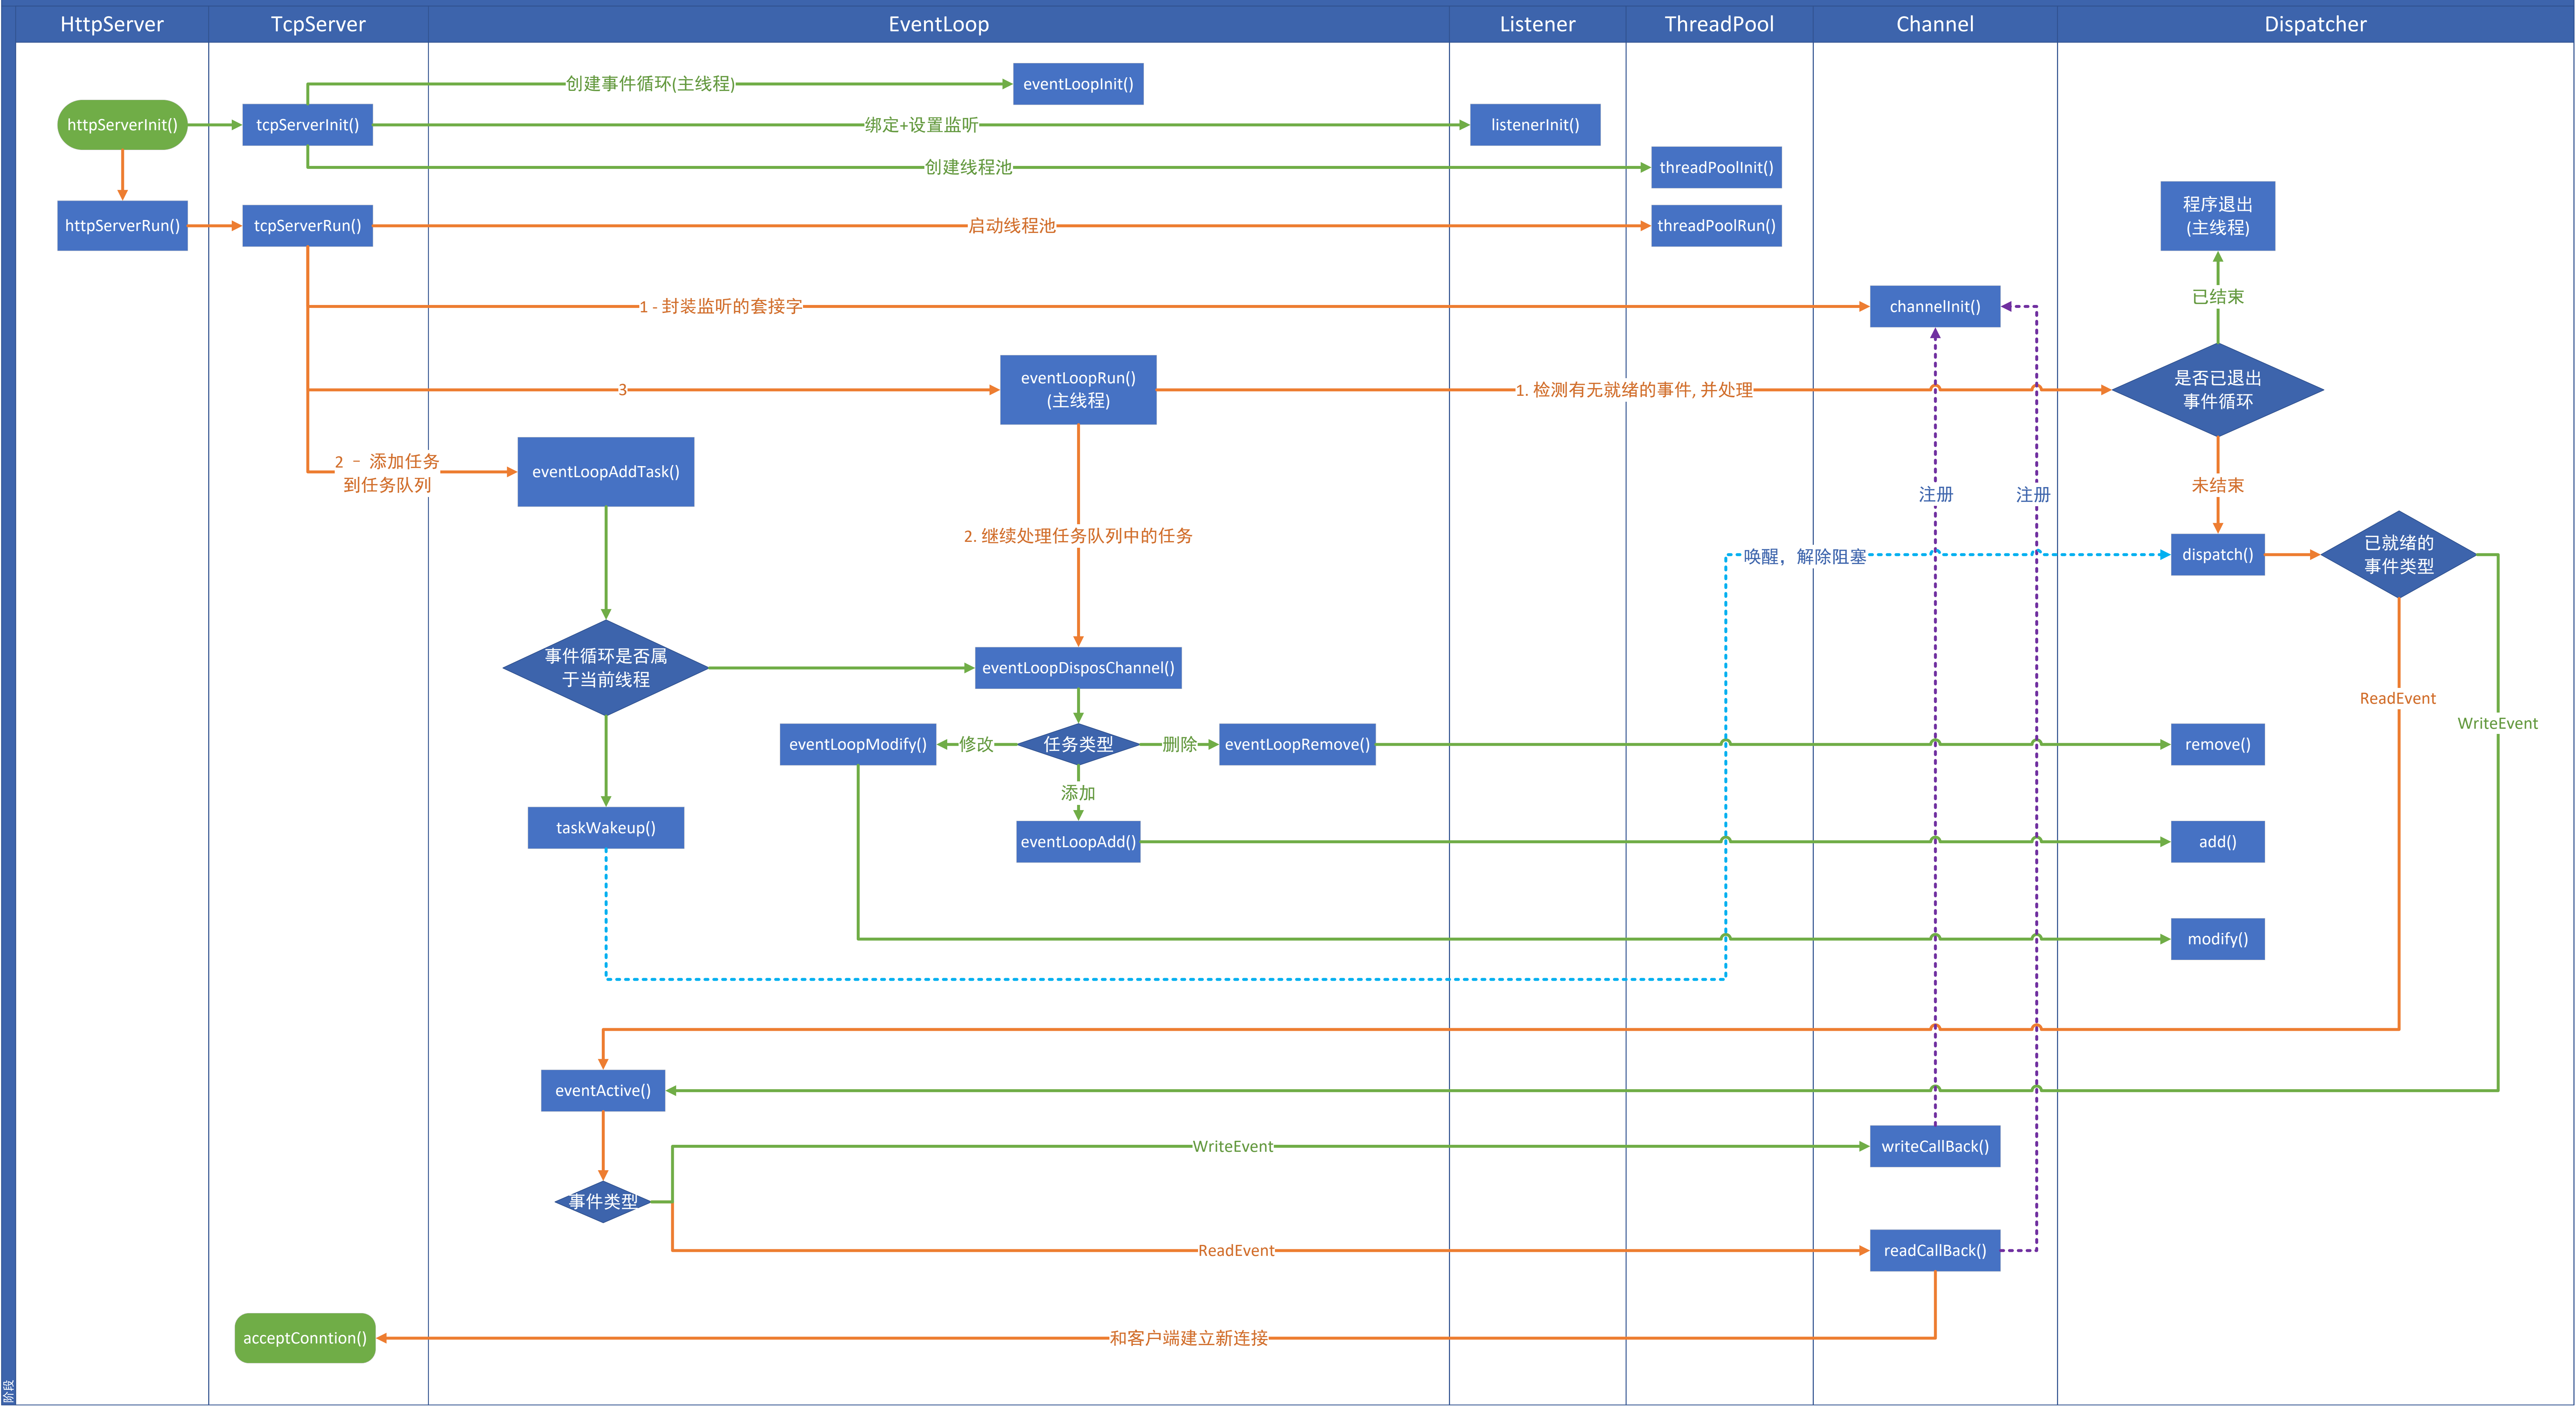 HttpServer
TcpServer
EventLoop
Listener
ThreadPool
Channel
Dispatcher
创建事件循环(主线程)
eventLoopInit()
httpServerInit()
tcpServerInit()
绑定+设置监听
listenerInit()
创建线程池
threadPoolInit()
程序退出
(主线程)
httpServerRun()
tcpServerRun()
启动线程池
threadPoolRun()
已结束
1 - 封装监听的套接字
channelInit()
3
eventLoopRun()
(主线程)
1. 检测有无就绪的事件, 并处理
是否已退出
事件循环
2 - 添加任务
到任务队列
eventLoopAddTask()
注册
注册
未结束
2. 继续处理任务队列中的任务
唤醒，解除阻塞
dispatch()
已就绪的
事件类型
事件循环是否属
于当前线程
eventLoopDisposChannel()
ReadEvent
WriteEvent
eventLoopModify()
修改
任务类型
删除
eventLoopRemove()
remove()
添加
taskWakeup()
eventLoopAdd()
add()
modify()
eventActive()
WriteEvent
writeCallBack()
事件类型
ReadEvent
readCallBack()
acceptConntion()
和客户端建立新连接
阶段